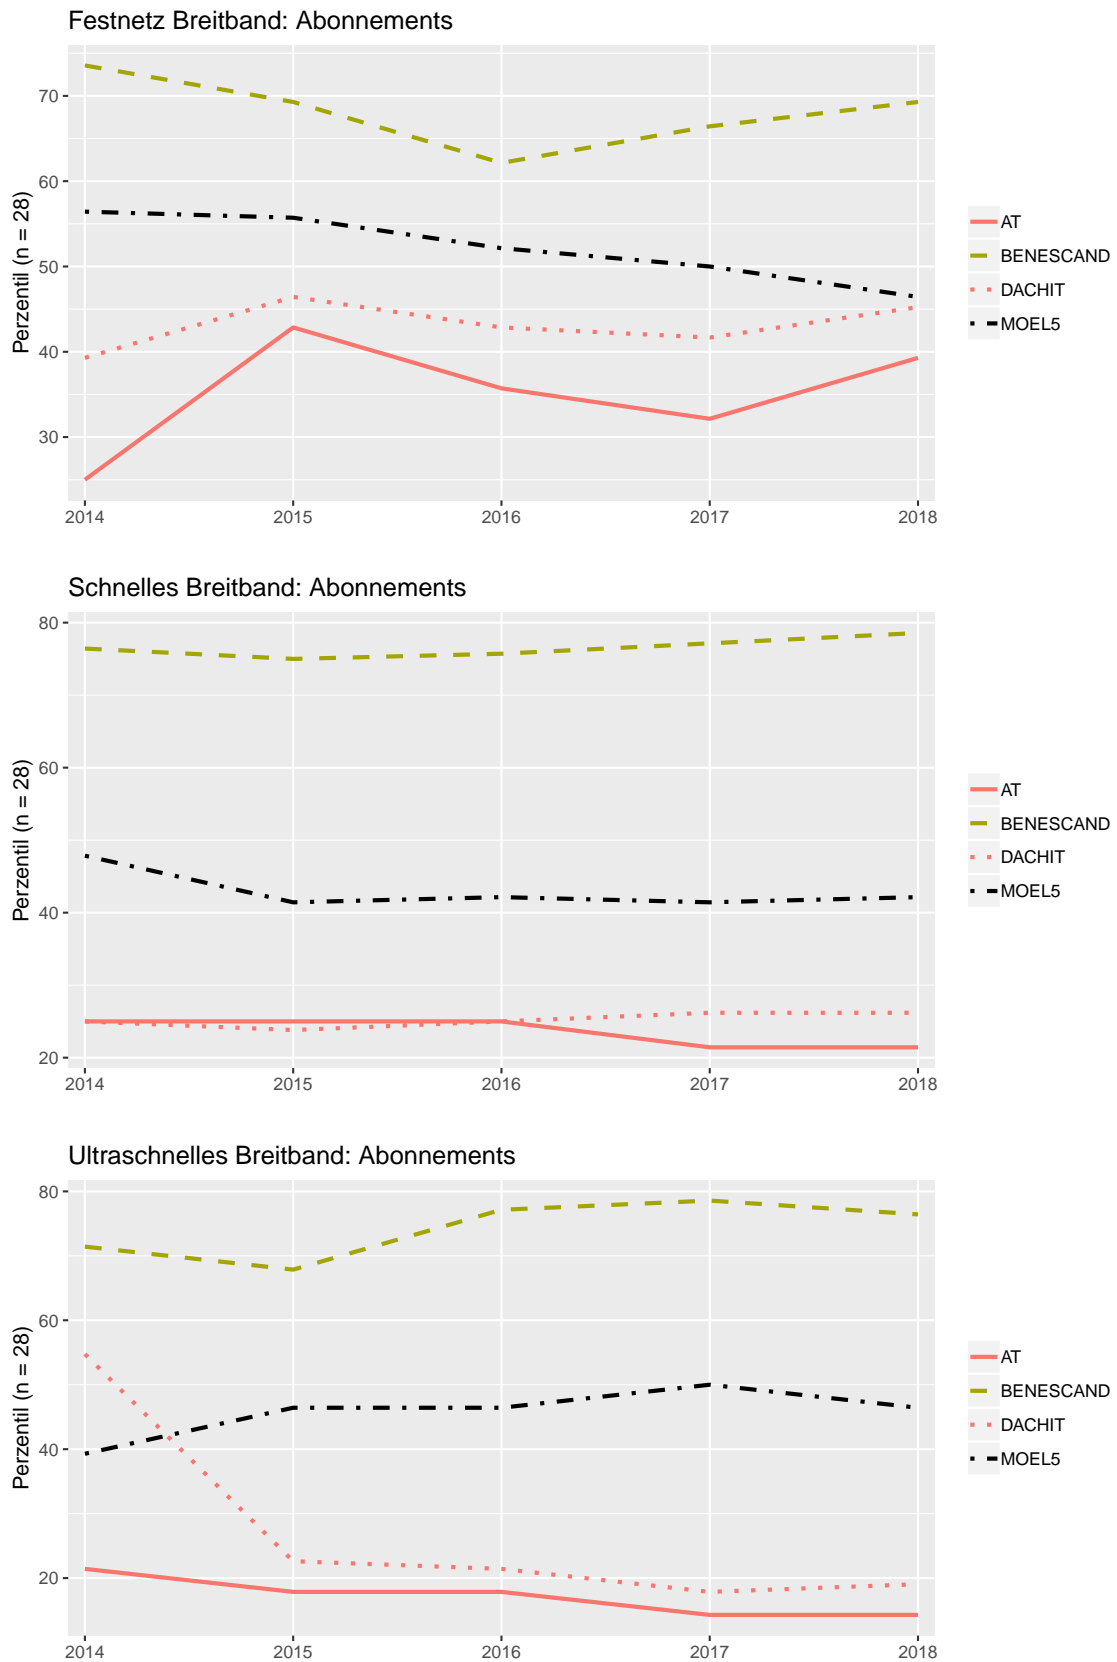 Festnetz Breitband: Abonnements
70
60
50
40
30
Perzentil (n = 28)
2014 2015 2016 2017 2018
AT
BENESCAND
DACHIT
MOEL5
Schnelles Breitband: Abonnements
80
60
40
20
Perzentil (n = 28)
2014 2015 2016 2017 2018
AT
BENESCAND
DACHIT
MOEL5
Ultraschnelles Breitband: Abonnements
80
60
40
20
Perzentil (n = 28)
2014 2015 2016 2017 2018
AT
BENESCAND
DACHIT
MOEL5